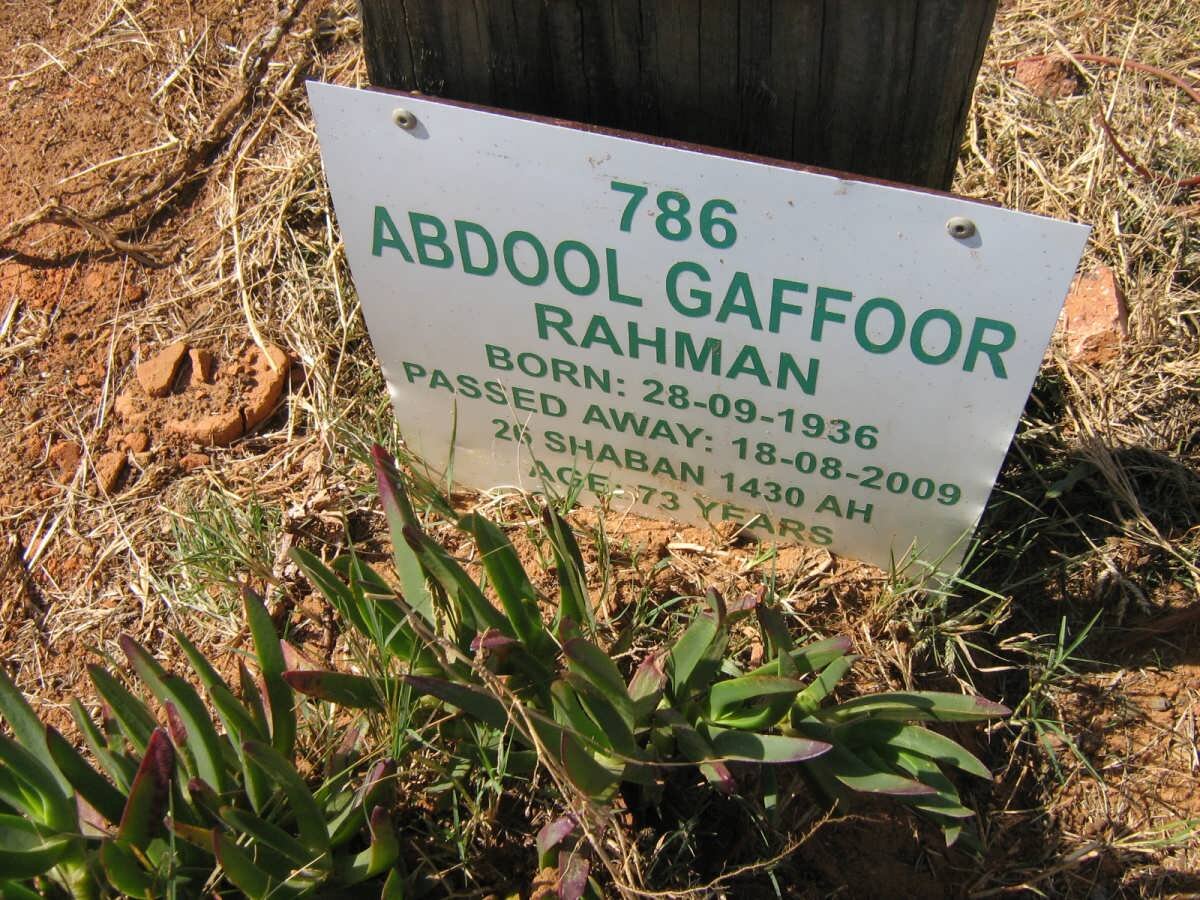 786
ABDOOL GAFFOOR
RAHMAN
BORN: 28-09-1936
PASSED AWAY: 18-08-2009
26 SHABAN 1430 AH
AGE: 73 YEARS